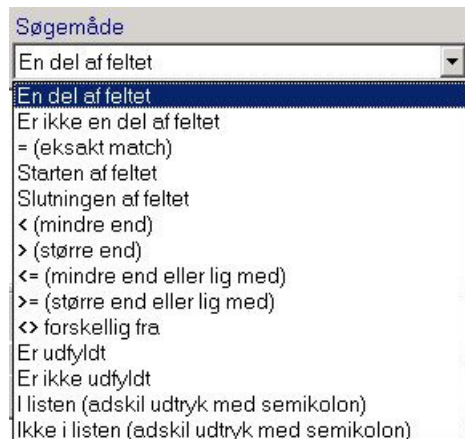 Søgemåde
En del af feltet
En del af feltet
Er ikke en del af feltet
= (eksakt match)
Starten af feltet
Slutningen af feltet
< (mindre end)
> (større end)
<= (mindre end eller lig med)
>= (større end eller lig med)
<> forskellig fra
Er udfyldt
Er ikke udfyldt
I listen (adskil udtryk med semikolon)
Ikke i listen (adskil udtryk med semikolon)